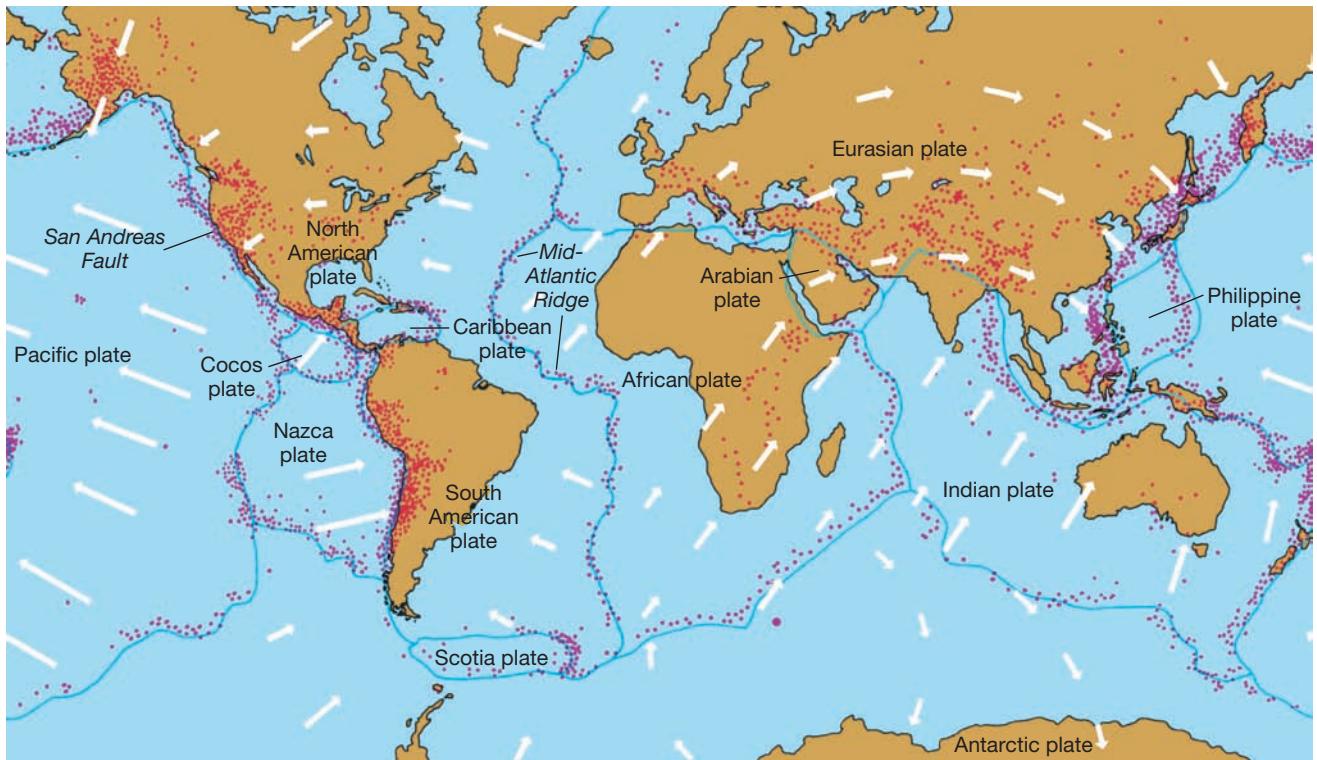 Eurasian plate
San Andreas
Fault
North
American
plate
Mid-
Atlantic
Ridge
Arabian
plate
Philippine
plate
Pacific plate
Cocos
plate
Caribbean
plate
African plate
Nazca
plate
South
American
plate
Indian plate
Scotia plate
Antarctic plate